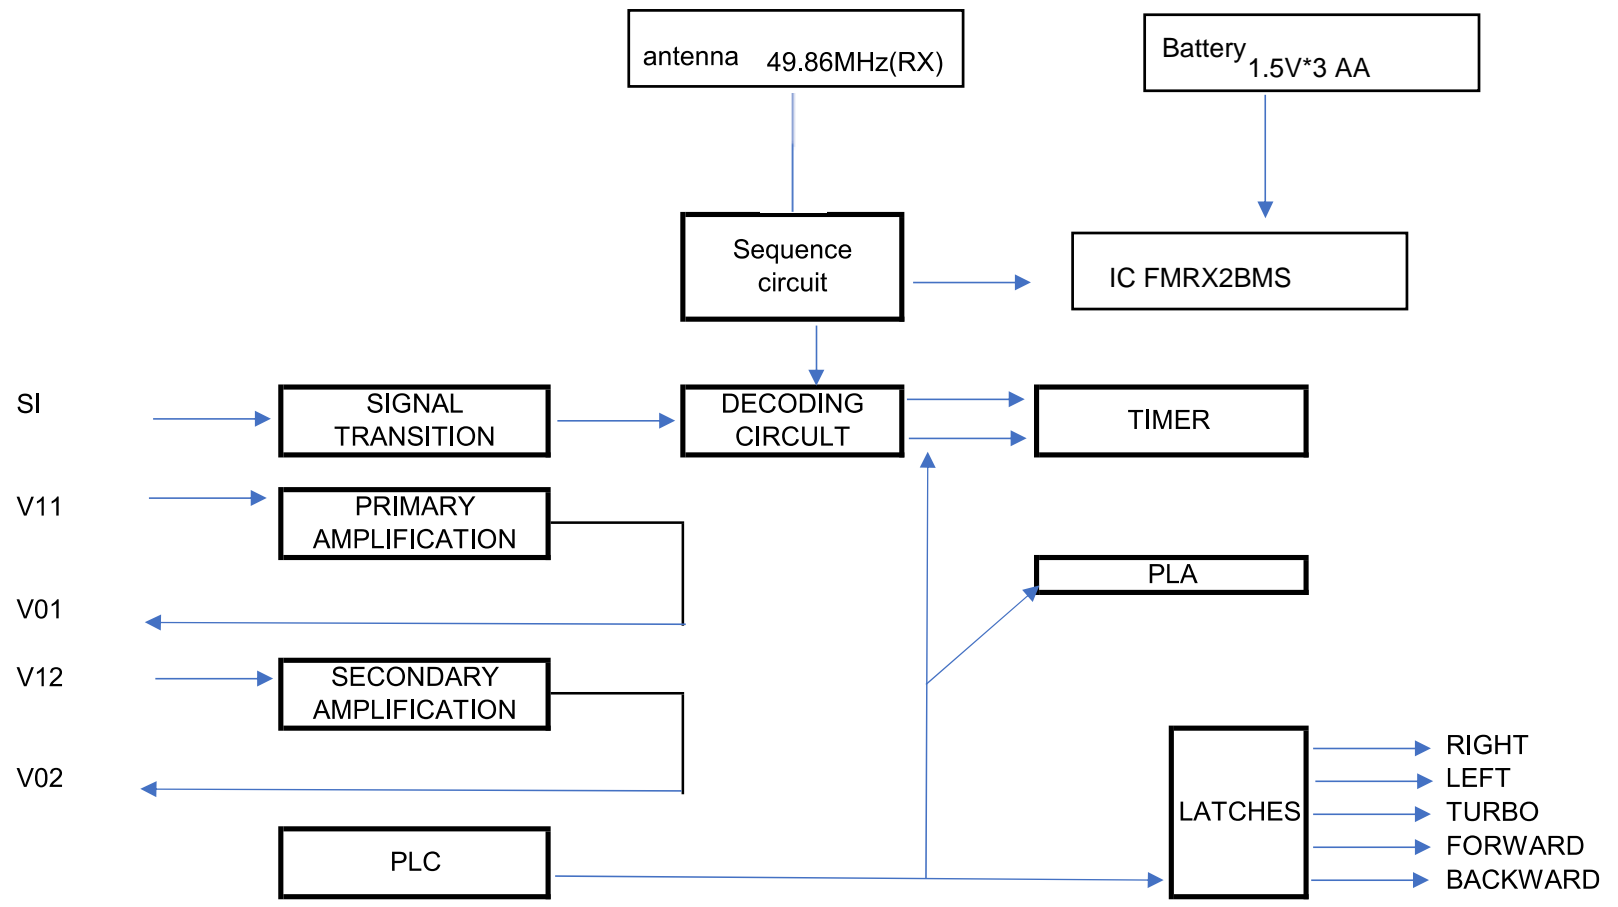 antenna 49.86MHz(RX)
Battery 1.5V*3 AA
Sequence
circuit
IC FMRX2BMS
SI
SIGNAL
TRANSITION
DECODING
CIRCULT
TIMER
V11
PRIMARY
AMPLIFICATION
PLA
V01
V12
SECONDARY
AMPLIFICATION
V02
PLC
LATCHES
RIGHT
LEFT
TURBO
FORWARD
BACKWARD